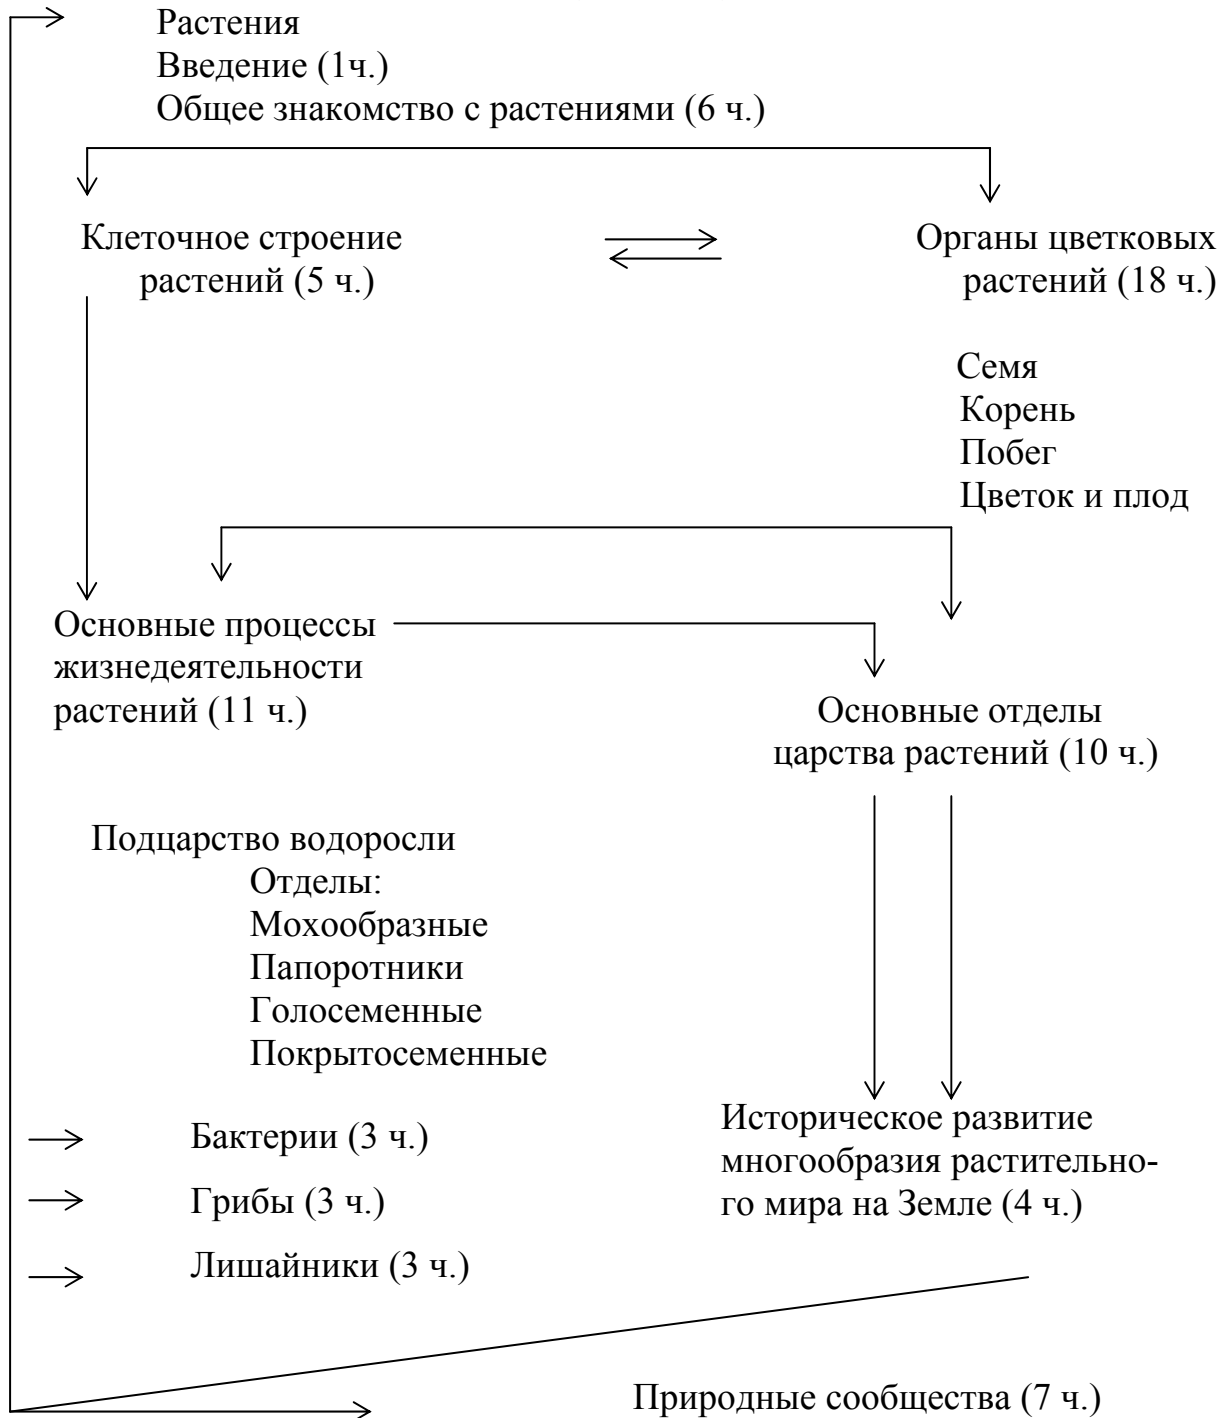 Растения
Введение (1ч.)
Общее знакомство с растениями (6 ч.)
Клеточное строение
растений (5 ч.)
Органы цветковых
растений (18 ч.)
Семя
Корень
Побег
Цветок и плод
Основные процессы
жизнедеятельности
растений (11 ч.)
Основные отделы
царства растений (10 ч.)
Подцарство водоросли
Отделы:
Мохообразные
Папоротники
Голосеменные
Покрытосеменные
Бактерии (3 ч.)
Грибы (3 ч.)
Лишайники (3 ч.)
Историческое развитие
многообразия растительно-
го мира на Земле (4 ч.)
Природные сообщества (7 ч.)